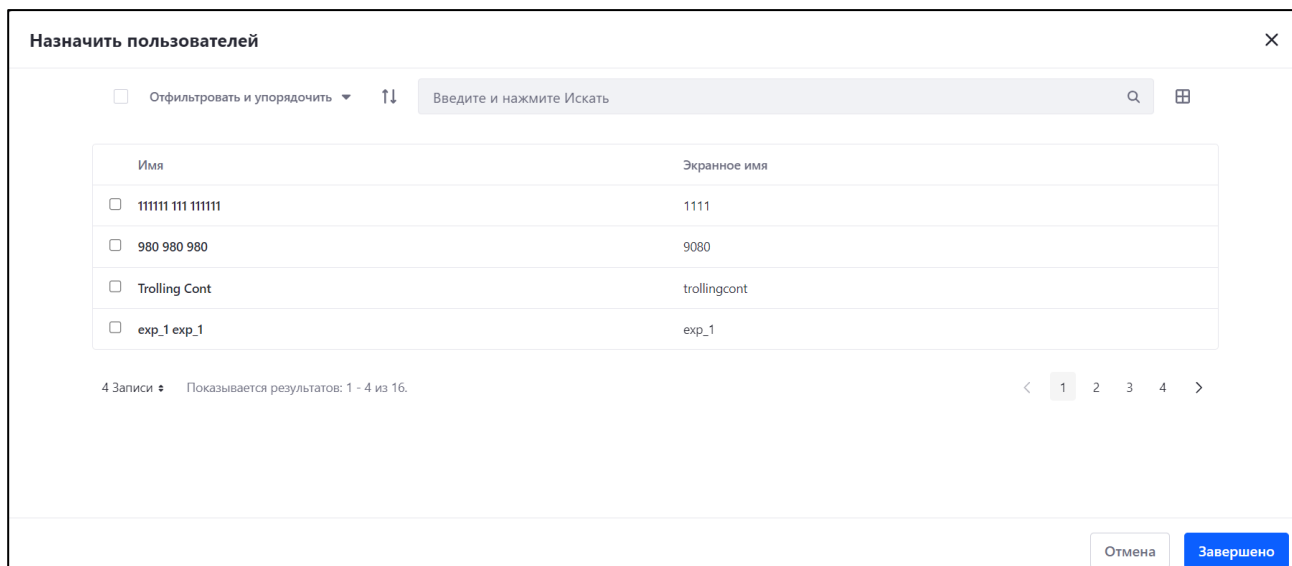 Назначить пользователей
Отфильтровать и упорядочить
Введите и нажмите Искать
Имя Экранное имя
111111 111 111111 1111
980 980 980 9080
Trolling Cont trollingcont
exp_1 exp_1 exp_1
4 Записи Показывается результатов: 1 - 4 из 16. 1 2 3 4
Отмена Завершено